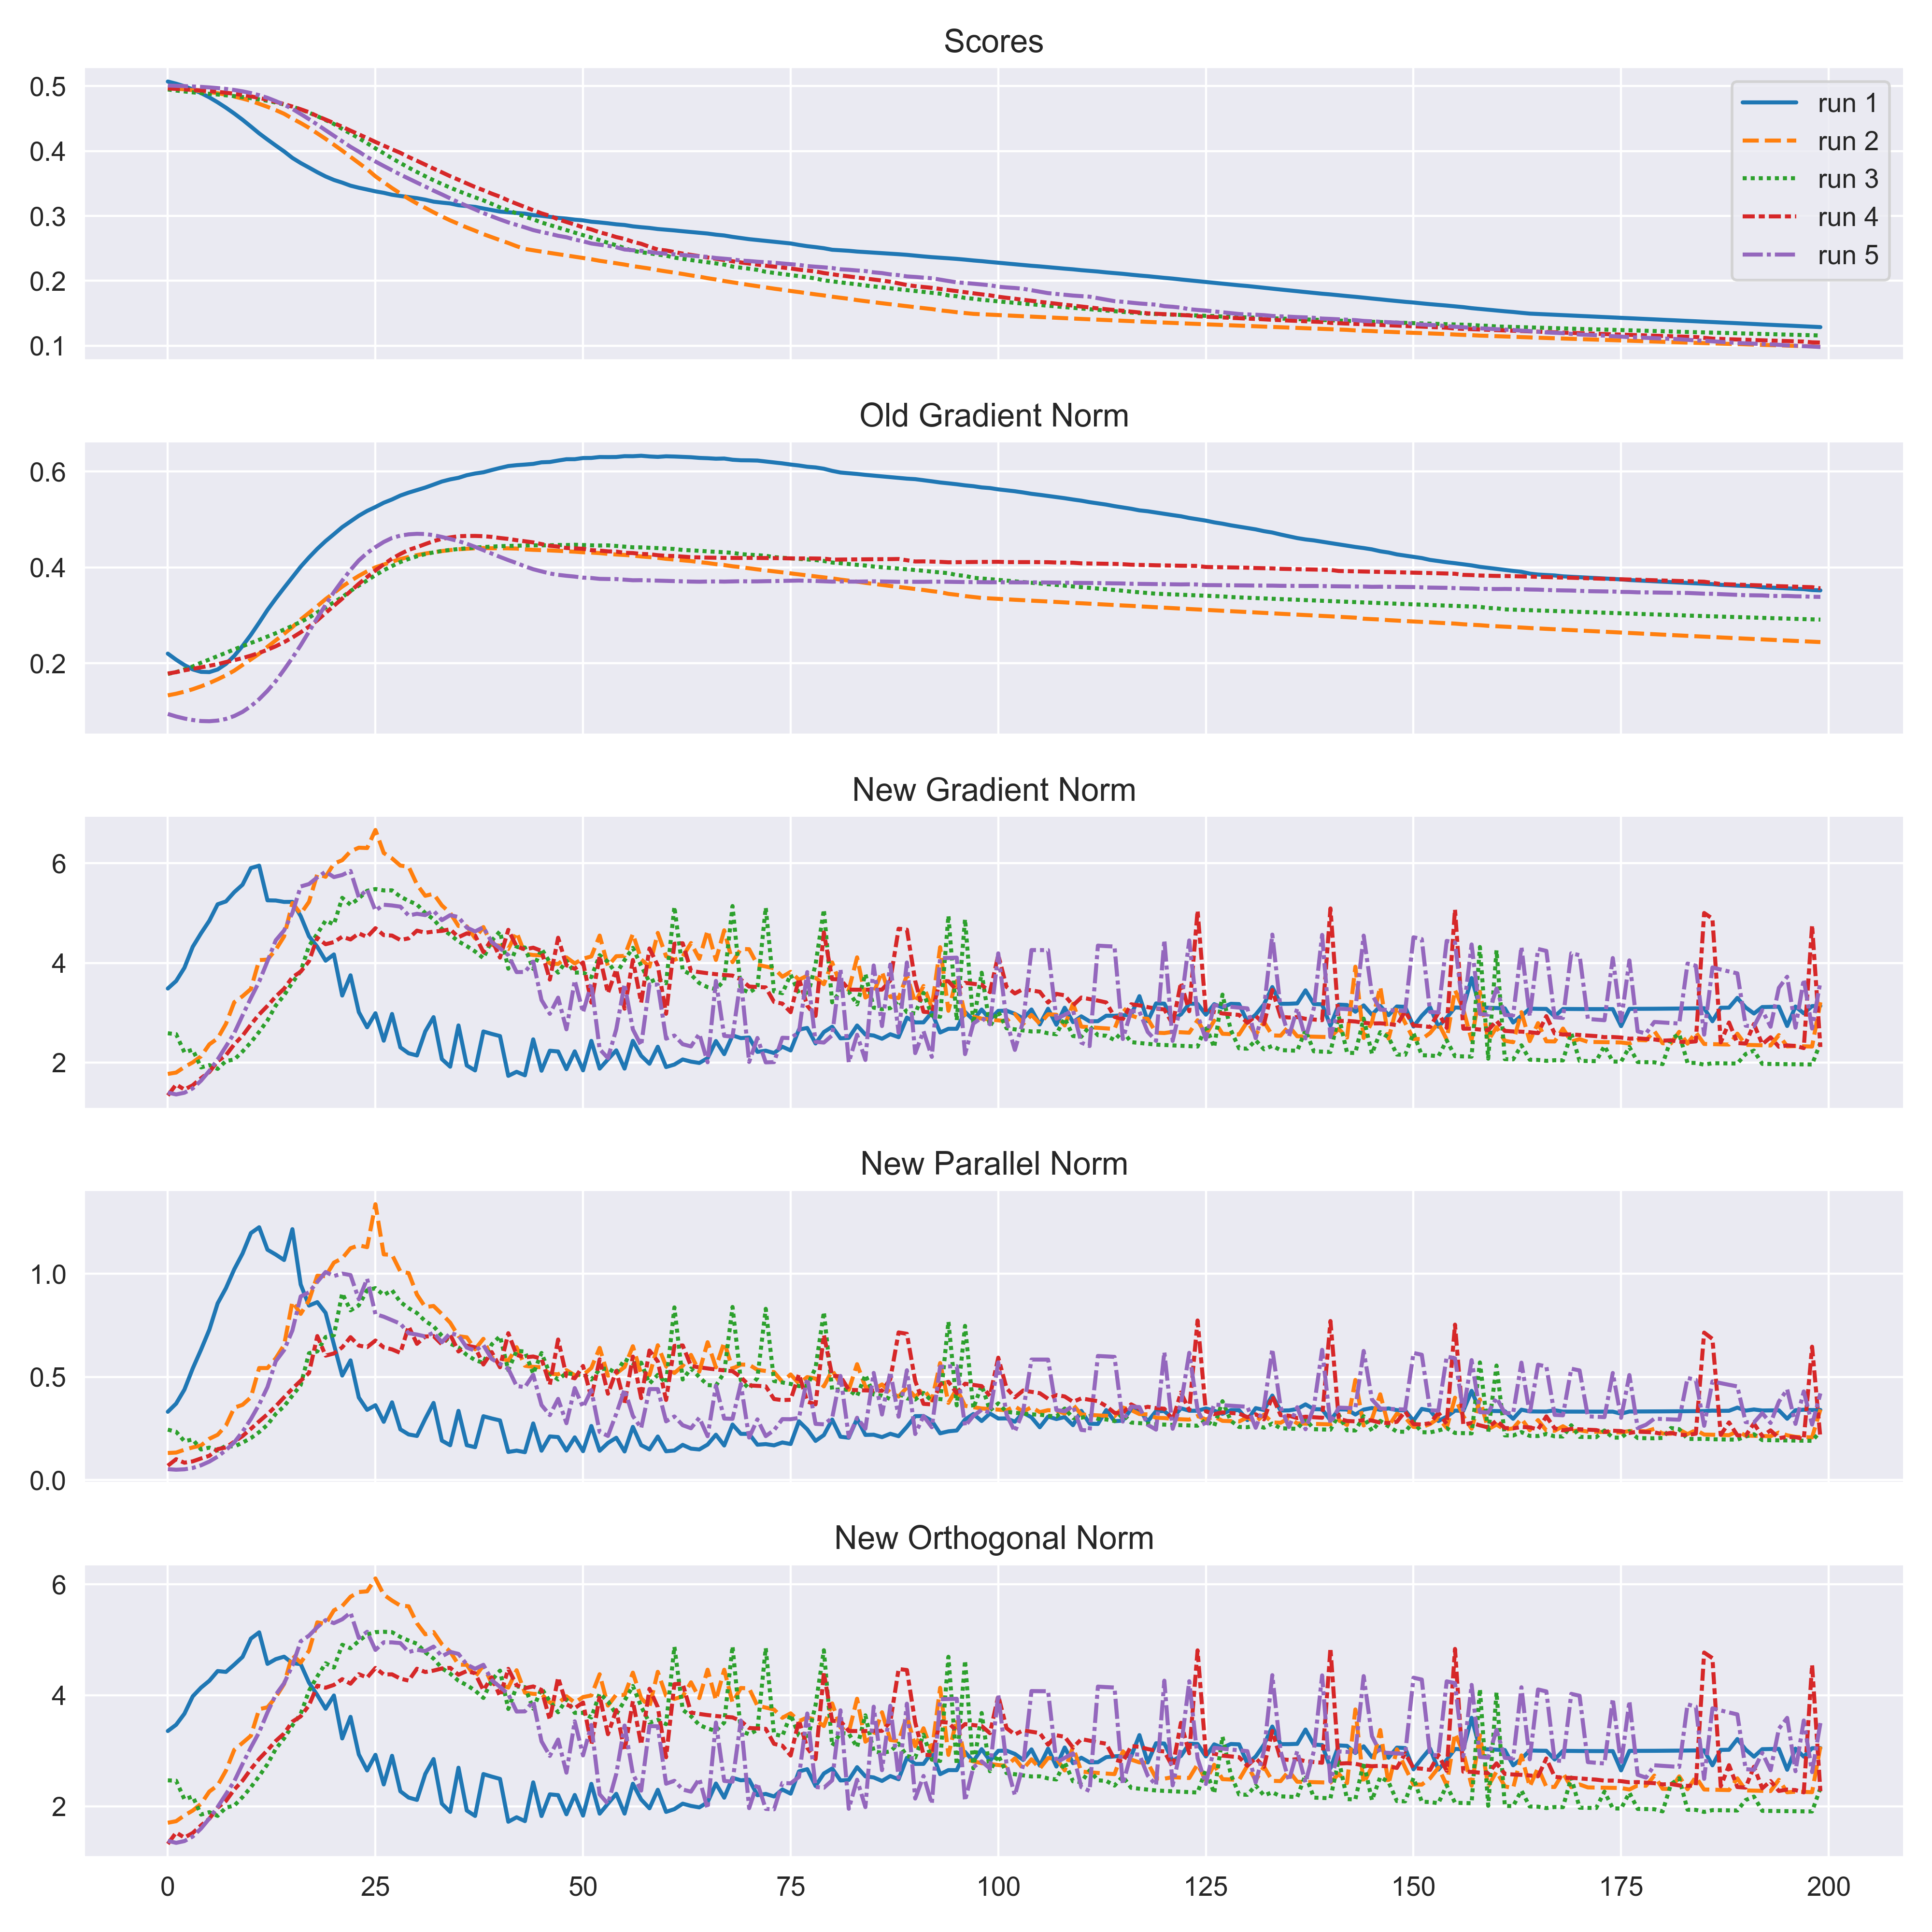 Scores
0.5
0.4
0.3
0.2
0.1
run 1
run 2
run 3
run 4
run 5
Old Gradient Norm
0.6
0.4
0.2
New Gradient Norm
6
4
2
New Parallel Norm
1.0
0.5
0.0
New Orthogonal Norm
6
4
2
0 25 50 75 100 125 150 175 200